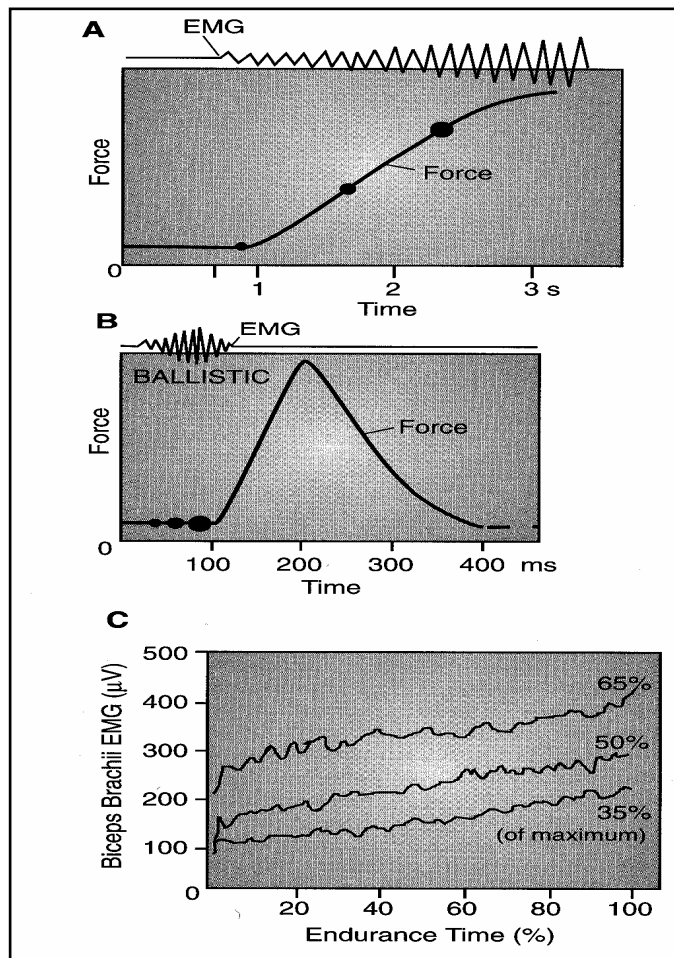 A
EMG
Force
Force
0
1 2 3 s
Time
B
EMG
BALLISTIC
Force
Force
0
100 200 300 400 ms
Time
C
Biceps Brachii EMG (µV)
500
400
300
200
100
0
65%
50%
35%
(of maximum)
20 40 60 80 100
Endurance Time (%)